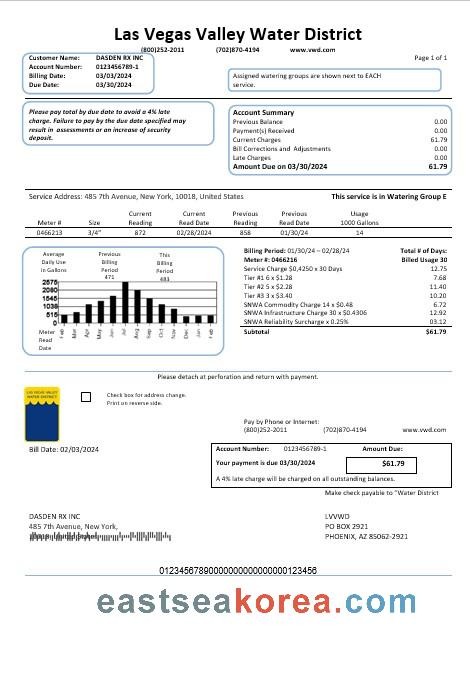 Las Vegas Valley Water District
(800)252-2011 (702)870-4194 www.vwd.com
Page 1 of 1
Customer Name: DASDEN RX INC
Account Number: 0123456789-1
Billing Date: 03/03/2024
Due Date: 03/30/2024
Assigned watering groups are shown next to EACH
service.
Please pay total by due date to avoid a 4% late
charge. Failure to pay by the due date specified may
result in assessments or an increase of security
deposit.
Account Summary
Previous Balance 0.00
Payment(s) Received 0.00
Current Charges 61.79
Bill Corrections and Adjustments 0.00
Late Charges 0.00
Amount Due on 03/30/2024 61.79
Service Address: 485 7th Avenue, New York, 10018, United States This service is in Watering Group E
Current Current Previous Previous Usage
Meter # Size Reading Read Date Reading Read Date 1000 Gallons
0466213 3/4" 872 02/28/2024 858 01/30/24 14
Average Daily Use in Gallons
Previous Billing Period 471
This Billing Period 483
2575
2060
1545
1038
515
0
Meter Read Date
Feb Mar Apr May Jun Jul Aug Sep Oct Nov Dec Jan Feb
Billing Period: 01/30/24 – 02/28/24 Total # of Days:
Meter #: 0466216 Billed Usage 30
Service Charge $0,4250 x 30 Days 12.75
Tier #1 6 x $1.28 7.68
Tier #2 5 x $2.28 11.40
Tier #3 3 x $3.40 10.20
SNWA Commodity Charge 14 x $0.48 6.72
SNWA Infrastructure Charge 30 x $0.4306 12.92
SNWA Reliability Surcharge x 0.25% 03.12
Subtotal $61.79
Please detach at perforation and return with payment.
LAS VEGAS VALLEY
WATER DISTRICT
Check box for address change.
Print on reverse side.
Pay by Phone or Internet:
(800)252-2011 (702)870-4194 www.vwd.com
Bill Date: 02/03/2024
Account Number: 0123456789-1 Amount Due:
Your payment is due 03/30/2024 $61.79
A 4% late charge will be charged on all outstanding balances.
Make check payable to "Water District
DASDEN RX INC
485 7th Avenue, New York,
LVVWD
PO BOX 2921
PHOENIX, AZ 85062-2921
eastseakorea.com